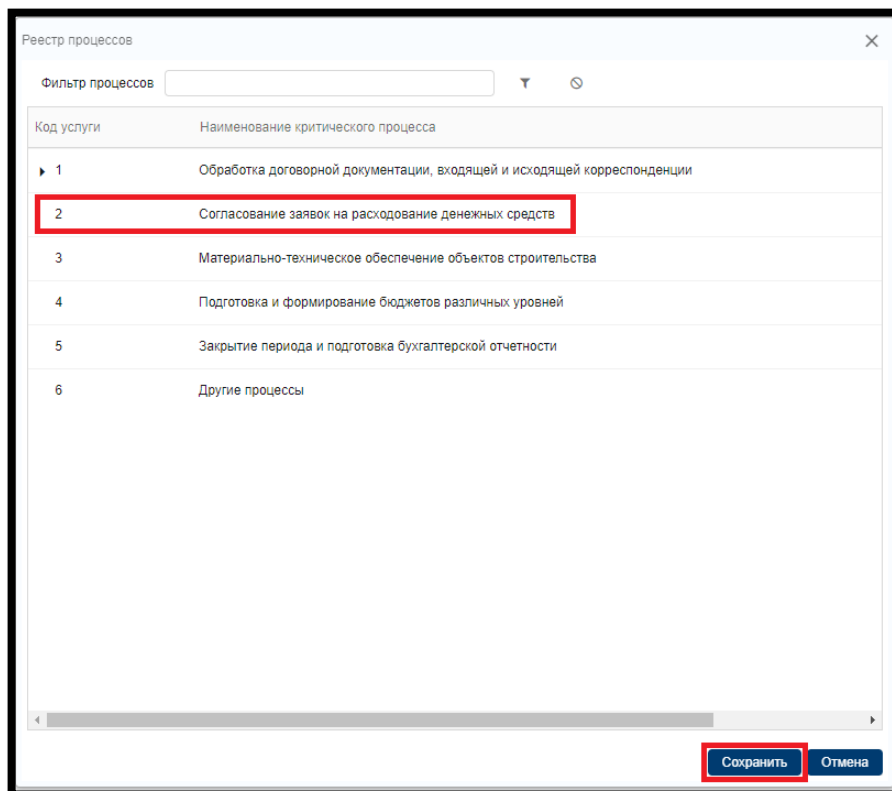 Реестр процессов
Фильтр процессов
Код услуги Наименование критического процесса
1 Обработка договорной документации, входящей и исходящей корреспонденции
2 Согласование заявок на расходование денежных средств
3 Материально-техническое обеспечение объектов строительства
4 Подготовка и формирование бюджетов различных уровней
5 Закрытие периода и подготовка бухгалтерской отчетности
6 Другие процессы
Сохранить Отмена